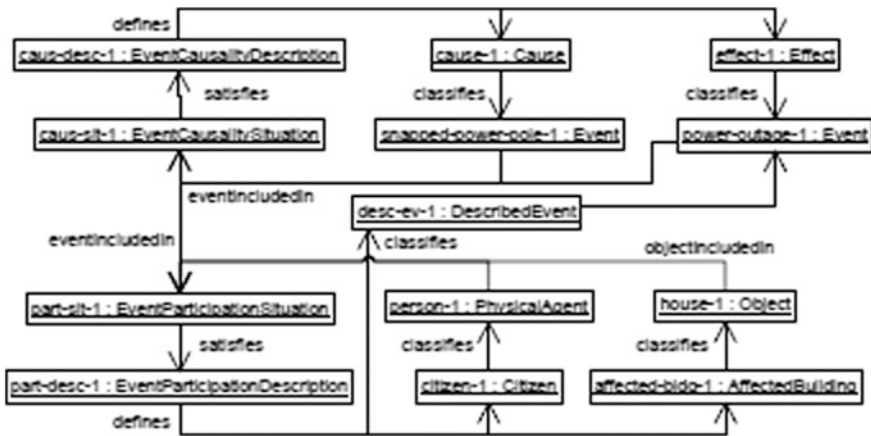 defines
caus-desc-1 : EventCausalityDescription
cause-1 : Cause
effect-1 : Effect
satisfies
classifies
classifies
caus-sit-1 : EventCausalitySituation
snapped-power-pole-1 : Event
power-outage-1 : Event
eventIncludedIn
desc-ev-1 : DescribedEvent
eventIncludedIn
classifies
objectIncludedIn
part-sit-1 : EventParticipationSituation
person-1 : PhysicalAgent
house-1 : Object
satisfies
classifies
classifies
part-desc-1 : EventParticipationDescription
citizen-1 : Citizen
affected-bldg-1 : AffectedBuilding
defines